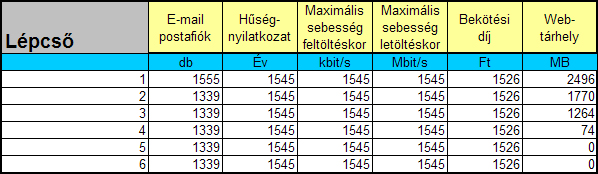 Lépcső E-mail postafiók Hűség-nyilatkozat Maximális sebesség feltöltéskor Maximális sebesség letöltéskor Bekötési díj Web-tárhely
db Év kbit/s Mbit/s Ft MB
1 1555 1545 1545 1545 1526 2496
2 1339 1545 1545 1545 1526 1770
3 1339 1545 1545 1545 1526 1264
4 1339 1545 1545 1545 1526 74
5 1339 1545 1545 1545 1526 0
6 1339 1545 1545 1545 1526 0